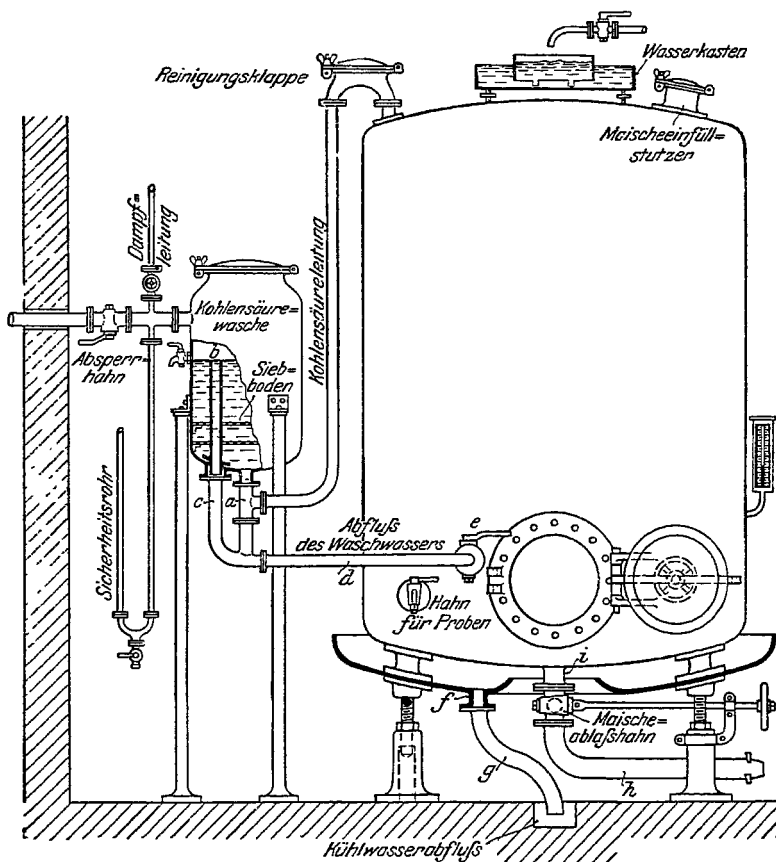 Wasserkasten
Reinigungsklappe
Maischeeinfüll=
stutzer
Dampf=
leitung
Kohlensäureleitung
Kohlensäure=
wasche
Absperr=
hahn
b
Sieb=
boden
Sicherheitsrohr
c
a
Abfluß
des Waschwassers
e
d
Hahn
für Proben
i
f
Maische=
ablaßhahn
g
h
Kühlwasserabfluß